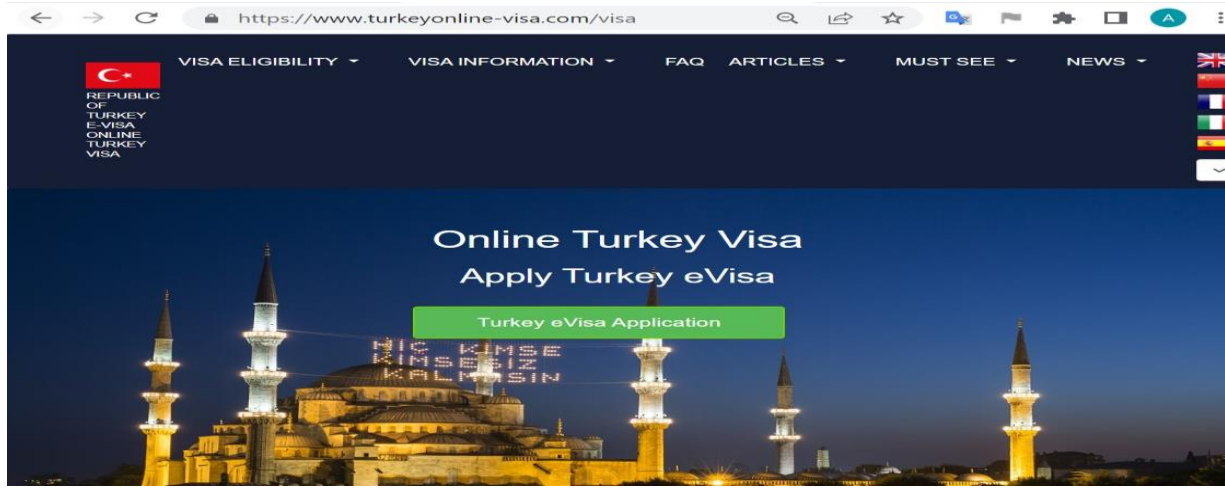 https://www.turkeyonline-visa.com/visa
A
VISA ELIGIBILITY
VISA INFORMATION
FAQ
ARTICLES
MUST SEE
NEWS
REPUBLIC
OF
TURKEY
E-VISA
ONLINE
TURKEY
VISA
Online Turkey Visa
Apply Turkey eVisa
Turkey eVisa Application
HIÇ KİMSE
KİMSESİZ
KALMASIN